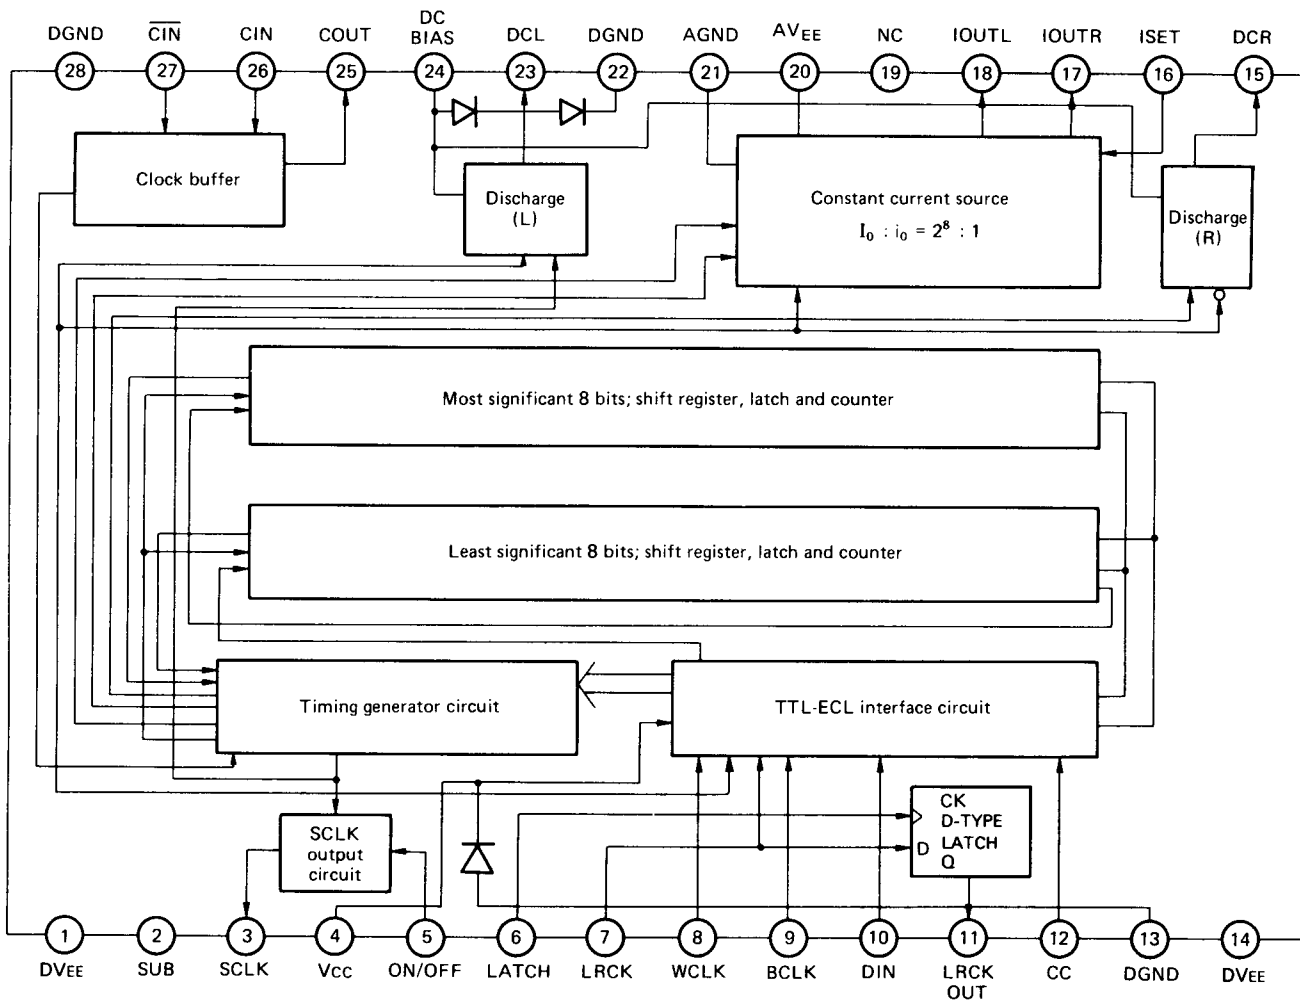 DGND
CIN
CIN
COUT
DC
BIAS
DCL
DGND
AGND
AVEE
NC
IOUTL
IOUTR
ISET
DCR
28
27
26
25
24
23
22
21
20
19
18
17
16
15
Clock buffer
Discharge
(L)
Constant current source
I₀ : i₀ = 2⁸ : 1
Discharge
(R)
Most significant 8 bits; shift register, latch and counter
Least significant 8 bits; shift register, latch and counter
Timing generator circuit
TTL-ECL interface circuit
SCLK
output
circuit
CK
D-TYPE
D LATCH
Q
1
2
3
4
5
6
7
8
9
10
11
12
13
14
DVEE
SUB
SCLK
VCC
ON/OFF
LATCH
LRCK
WCLK
BCLK
DIN
LRCK
OUT
CC
DGND
DVEE